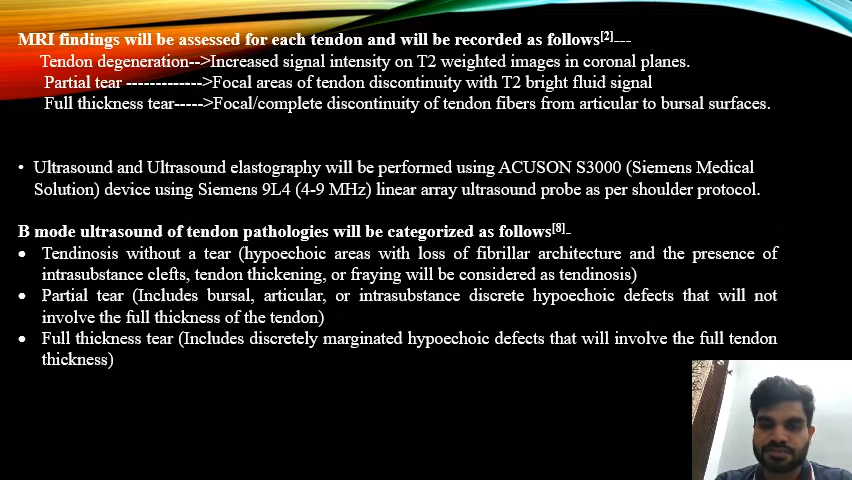 MRI findings will be assessed for each tendon and will be recorded as follows[2]---
Tendon degeneration-->Increased signal intensity on T2 weighted images in coronal planes.
Partial tear ------------->Focal areas of tendon discontinuity with T2 bright fluid signal
Full thickness tear----->Focal/complete discontinuity of tendon fibers from articular to bursal surfaces.
• Ultrasound and Ultrasound elastography will be performed using ACUSON S3000 (Siemens Medical
Solution) device using Siemens 9L4 (4-9 MHz) linear array ultrasound probe as per shoulder protocol.
B mode ultrasound of tendon pathologies will be categorized as follows[8]-
• Tendinosis without a tear (hypoechoic areas with loss of fibrillar architecture and the presence of
intrasubstance clefts, tendon thickening, or fraying will be considered as tendinosis)
• Partial tear (Includes bursal, articular, or intrasubstance discrete hypoechoic defects that will not
involve the full thickness of the tendon)
• Full thickness tear (Includes discretely marginated hypoechoic defects that will involve the full tendon
thickness)